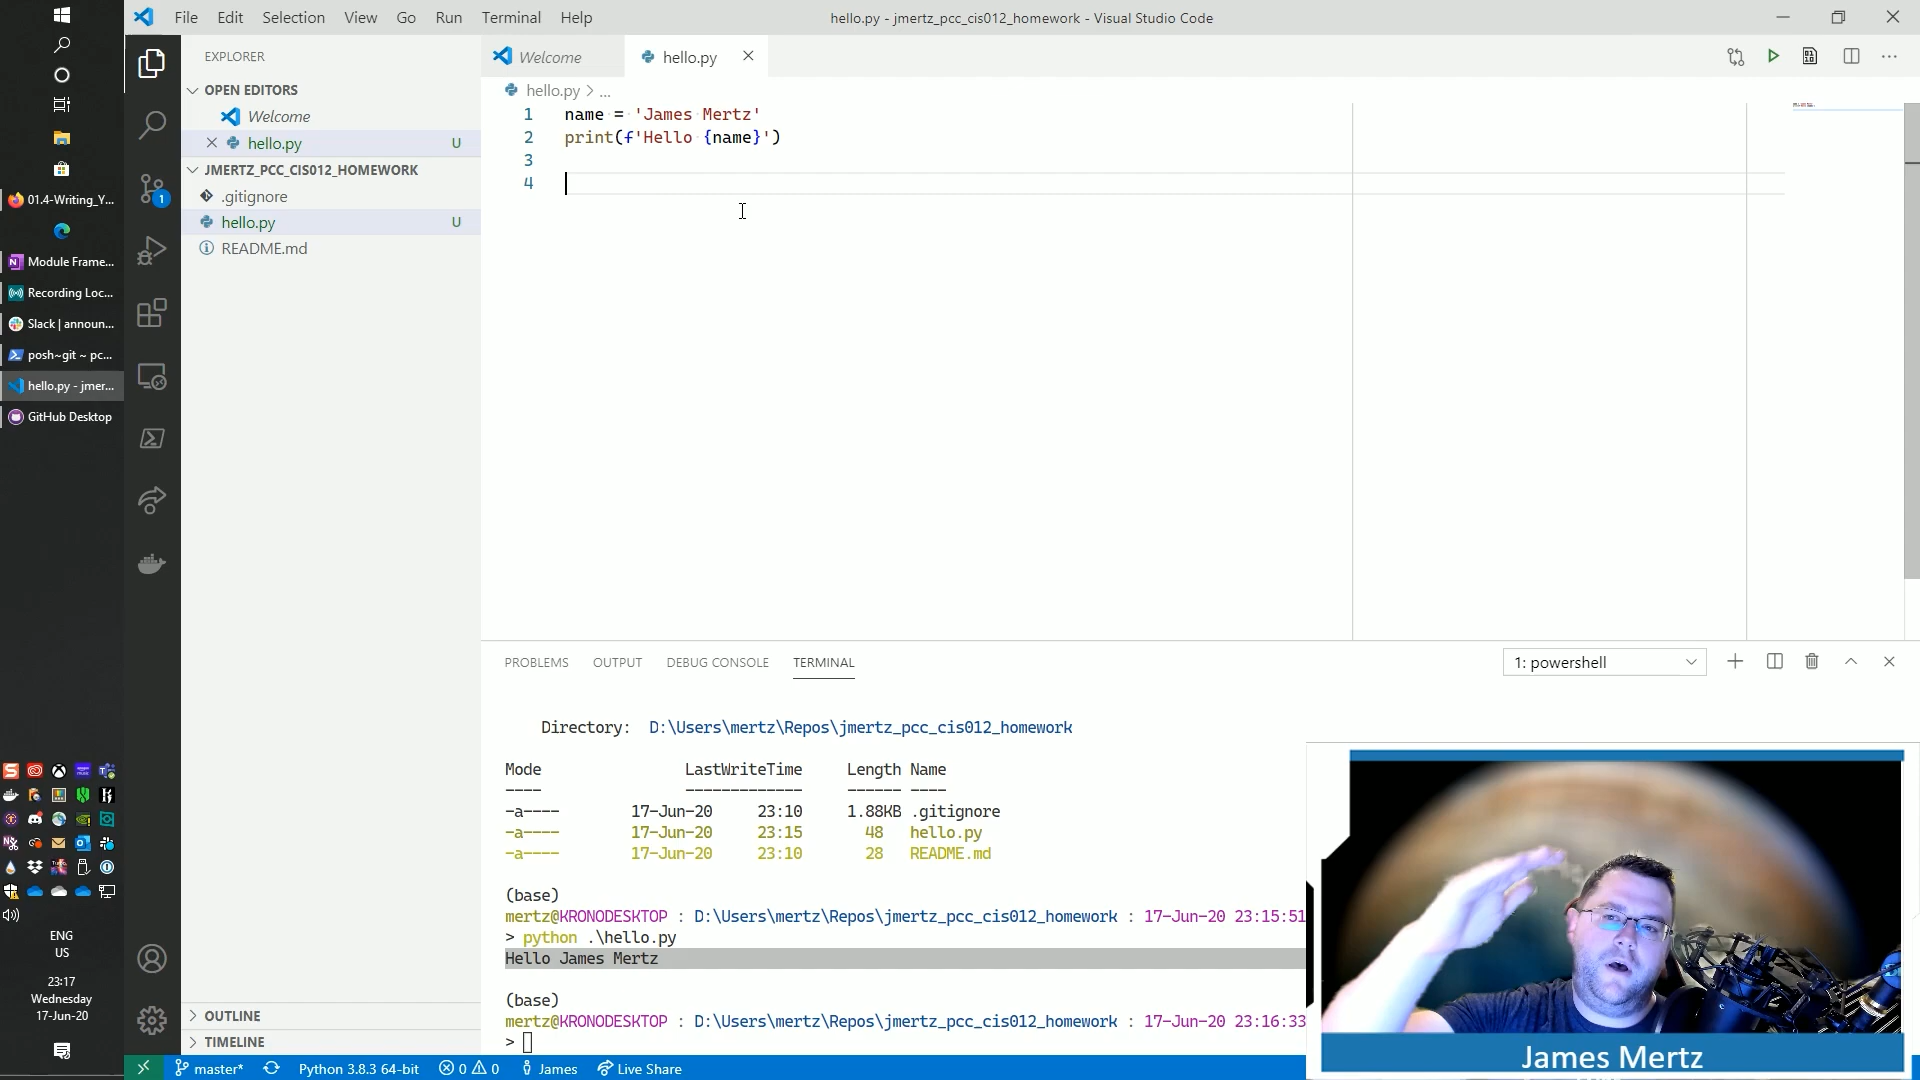 File Edit Selection View Go Run Terminal Help
hello.py - jmertz_pcc_cis012_homework - Visual Studio Code
01.4-Writing_Y...
Module Frame...
Recording Loc...
Slack | announ...
posh~git ~ pc...
hello.py - jmer...
GitHub Desktop
ENG
US
23:17
Wednesday
17-Jun-20
EXPLORER
OPEN EDITORS
Welcome
hello.py U
JMERTZ_PCC_CIS012_HOMEWORK
.gitignore
hello.py U
README.md
OUTLINE
TIMELINE
1
Welcome
hello.py
hello.py > ...
1 name = 'James Mertz'
2 print(f'Hello {name}')
3
4
PROBLEMS OUTPUT DEBUG CONSOLE TERMINAL
1: powershell
Directory: D:\Users\mertz\Repos\jmertz_pcc_cis012_homework
Mode LastWriteTime Length Name
---- ------------- ------ ----
-a---- 17-Jun-20 23:10 1.88KB .gitignore
-a---- 17-Jun-20 23:15 48 hello.py
-a---- 17-Jun-20 23:10 28 README.md
(base)
mertz@KRONODESKTOP : D:\Users\mertz\Repos\jmertz_pcc_cis012_homework : 17-Jun-20 23:15:51
> python .\hello.py
Hello James Mertz
(base)
mertz@KRONODESKTOP : D:\Users\mertz\Repos\jmertz_pcc_cis012_homework : 17-Jun-20 23:16:33
>
master* Python 3.8.3 64-bit 0 0 James Live Share
James Mertz